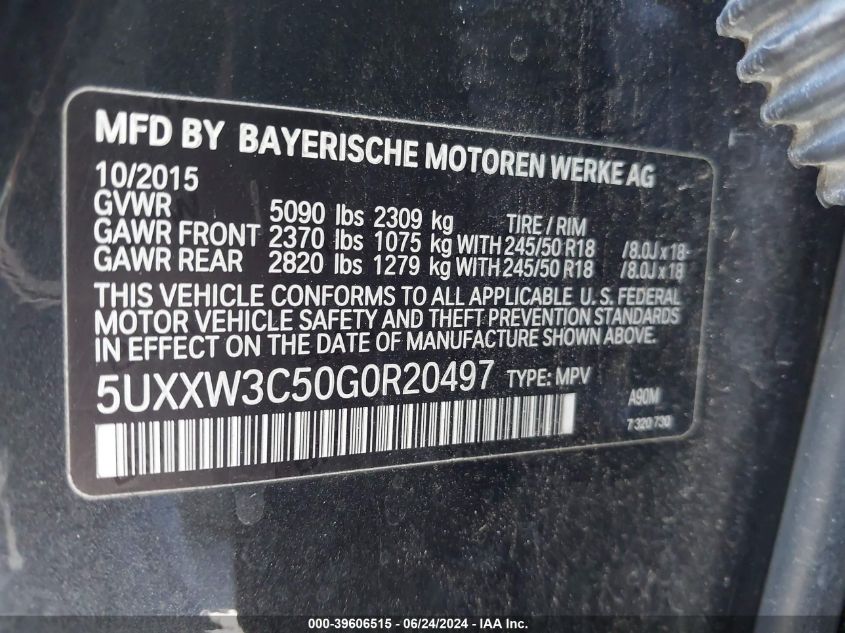 MFD BY BAYERISCHE MOTOREN WERKE AG
10/2015
GVWR 5090 lbs 2309 kg TIRE / RIM
GAWR FRONT 2370 lbs 1075 kg WITH 245/50 R18 / 8.0J x 18
GAWR REAR 2820 lbs 1279 kg WITH 245/50 R18 / 8.0J x 18
THIS VEHICLE CONFORMS TO ALL APPLICABLE U.S. FEDERAL
MOTOR VEHICLE SAFETY AND THEFT PREVENTION STANDARDS
IN EFFECT ON THE DATE OF MANUFACTURE SHOWN ABOVE.
5UXXW3C50G0R20497 TYPE: MPV A90M
7 320 730
000-39606515 - 06/24/2024 - IAA Inc.